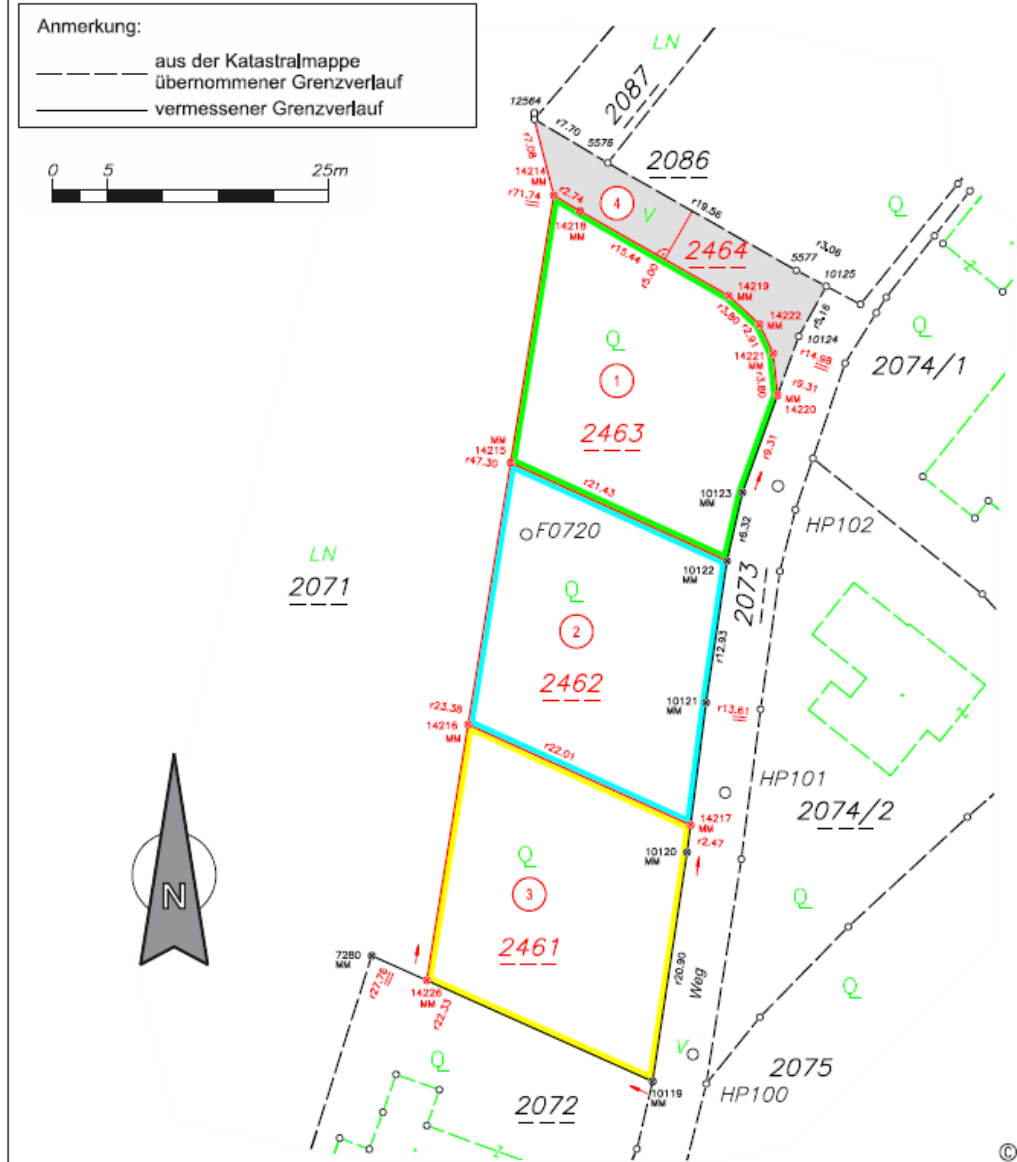 Anmerkung:
aus der Katastralmappe
übernommener Grenzverlauf
vermessener Grenzverlauf
0 5 25m
LN
2087
12564
r7.70
5576
2086
r7.08
14214
MM
r71.74
r2.74
4
V
r19.56
Q
14218
MM
2464
r3.06
5577
10125
r15.44
r5.00
14219
MM
r3.80
14222
MM
r5.18
r2.91
10124
Q
14221
MM
r14.98
2074/1
Q
r3.80
r9.31
1
14220
2463
r9.31
MM
14215
r47.30
r21.43
10123
MM
HP102
F0720
r6.32
LN
2071
10122
MM
2073
Q
2
r12.93
2462
10121
MM
r13.61
r23.38
14216
MM
r22.01
HP101
2074/2
14217
MM
r2.47
10120
MM
Q
Q
3
N
2461
7280
MM
r20.90
Weg
r27.76
14226
MM
r22.33
Q
V
2075
Q
10119
MM
HP100
2072
©